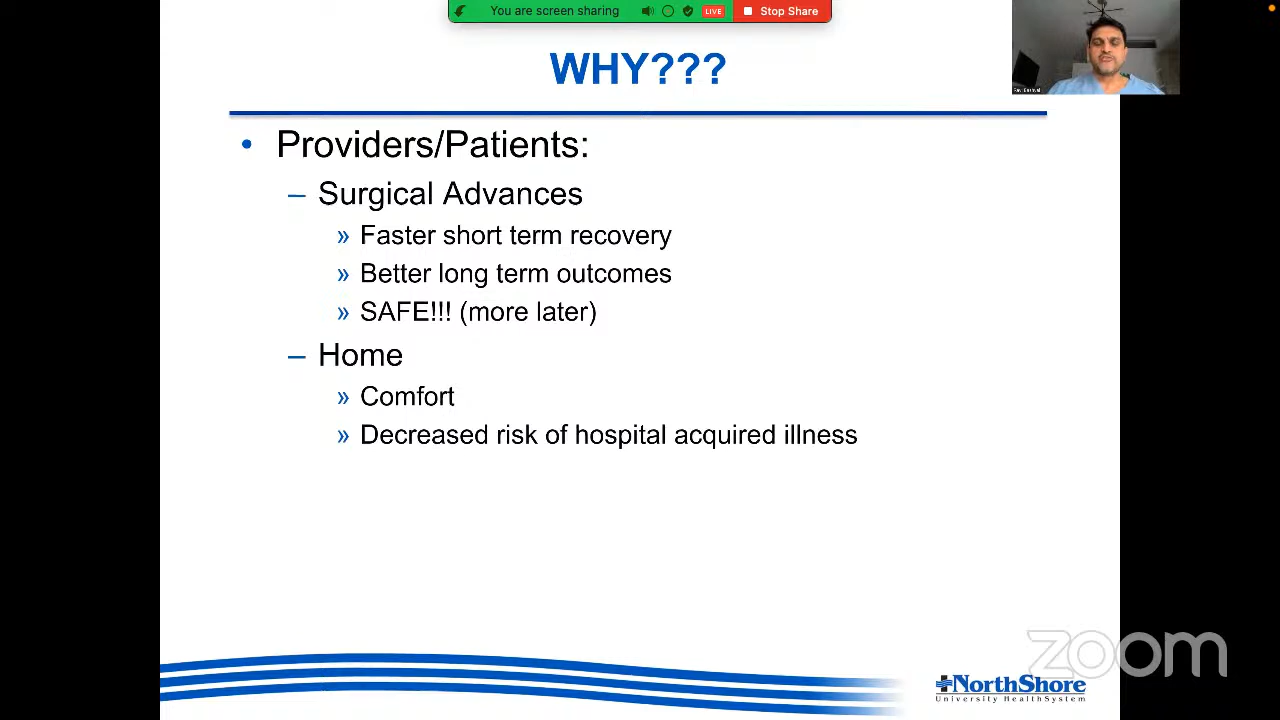 You are screen sharing LIVE Stop Share
WHY???
• Providers/Patients:
– Surgical Advances
» Faster short term recovery
» Better long term outcomes
» SAFE!!! (more later)
– Home
» Comfort
» Decreased risk of hospital acquired illness
zoom
NorthShore
University HealthSystem